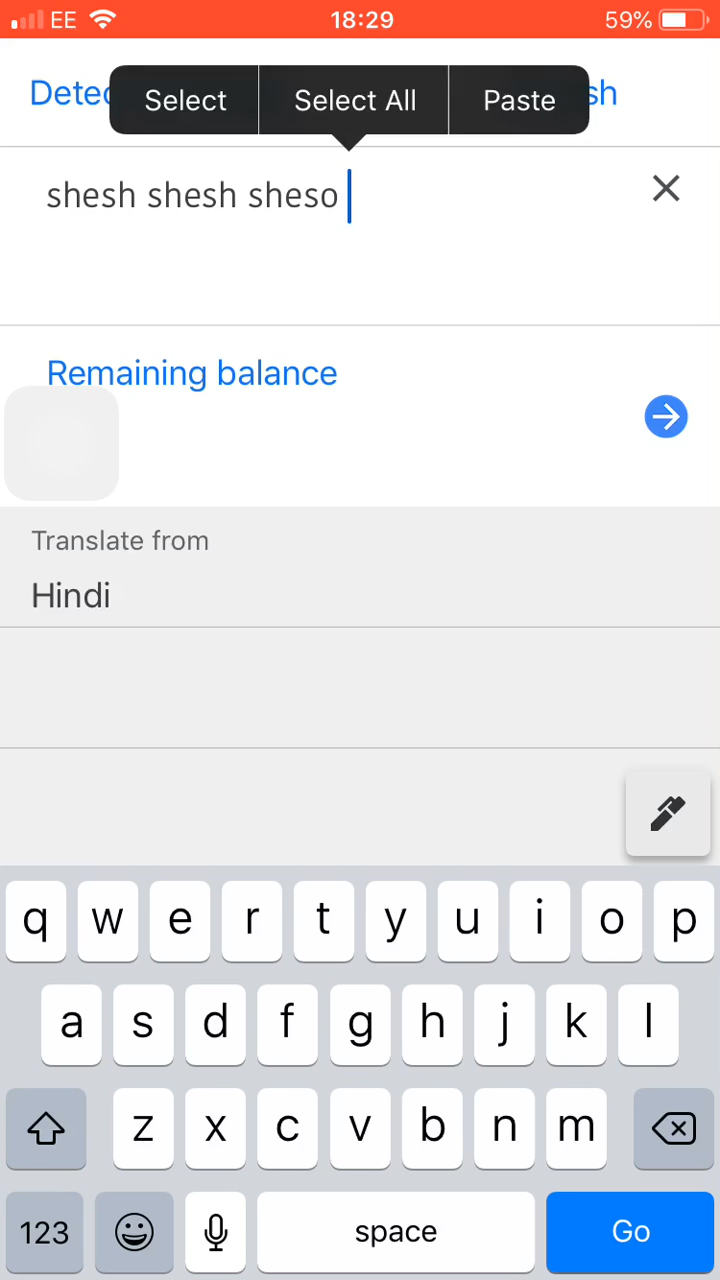 EE 18:29 59%
Detec sh
Select Select All Paste
shesh shesh sheso
Remaining balance
Translate from
Hindi
q w e r t y u i o p
a s d f g h j k l
z x c v b n m
123 space Go